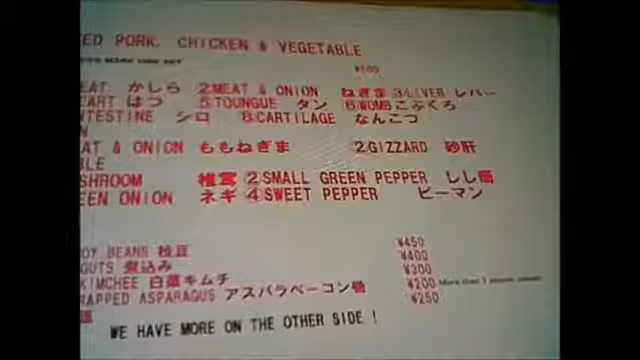 ED PORK, CHICKEN & VEGETABLE
¥100
EAT かしら ②MEAT & ONION ねぎま ③LIVER レバー
EART はつ ⑤TOUNGUE タン ⑥WOMB こぶくろ
NTESTINE シロ ⑧CARTILAGE なんこつ
N
AT & ONION ももねぎま ②GIZZARD 砂肝
LE
SHROOM 椎茸 ②SMALL GREEN PEPPER しし唐
EEN ONION ネギ ④SWEET PEPPER ピーマン
OY BEANS 枝豆 ¥450
GUTS 煮込み ¥400
KIMCHEE 白菜キムチ ¥300
RAPPED ASPARAGUS アスパラベーコン巻 ¥200
¥250
WE HAVE MORE ON THE OTHER SIDE !